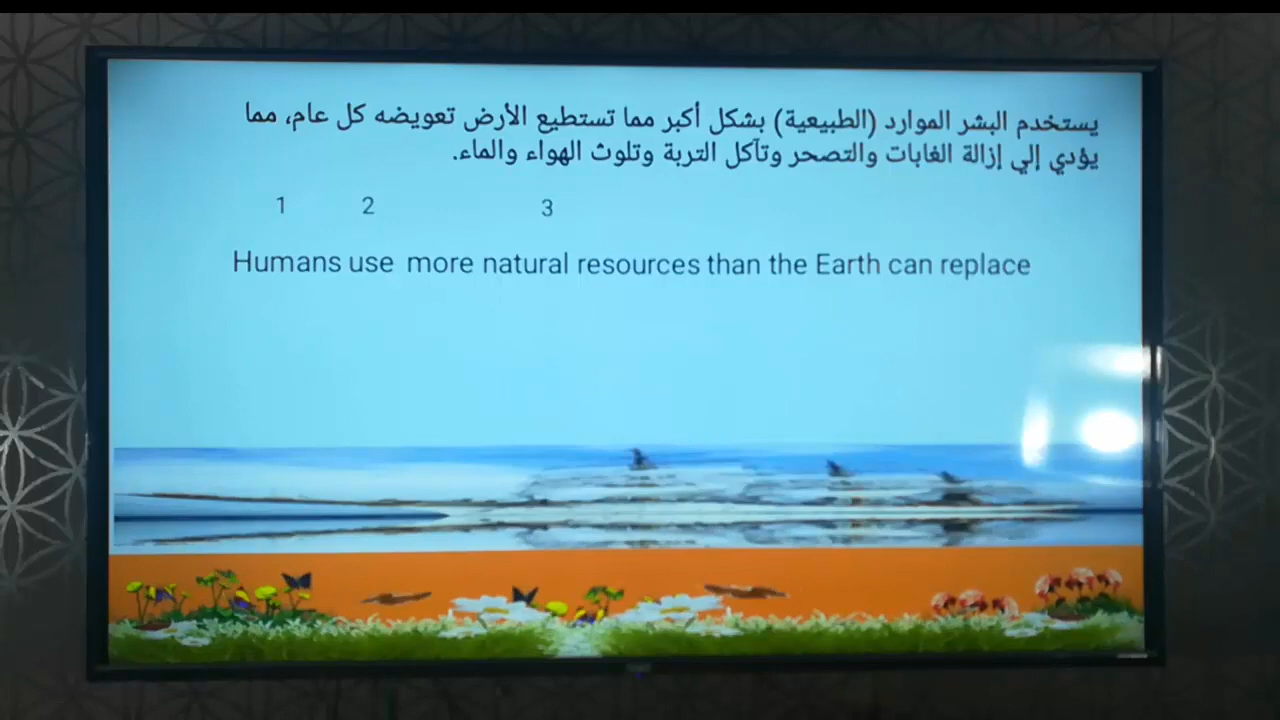 يستخدم البشر الموارد (الطبيعية) بشكل أكبر مما تستطيع الأرض تعويضه كل عام، مما
يؤدي إلي إزالة الغابات والتصحر وتآكل التربة وتلوث الهواء والماء.
1 2 3
Humans use more natural resources than the Earth can replace